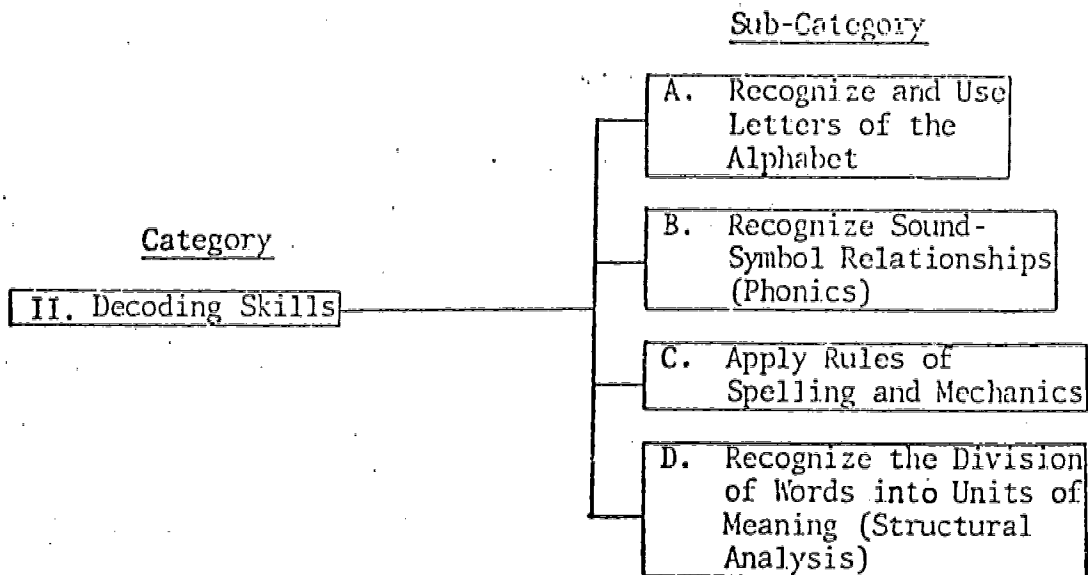 Sub-Category
A. Recognize and Use
Letters of the
Alphabet
Category
II. Decoding Skills
B. Recognize Sound-
Symbol Relationships
(Phonics)
C. Apply Rules of
Spelling and Mechanics
D. Recognize the Division
of Words into Units of
Meaning (Structural
Analysis)